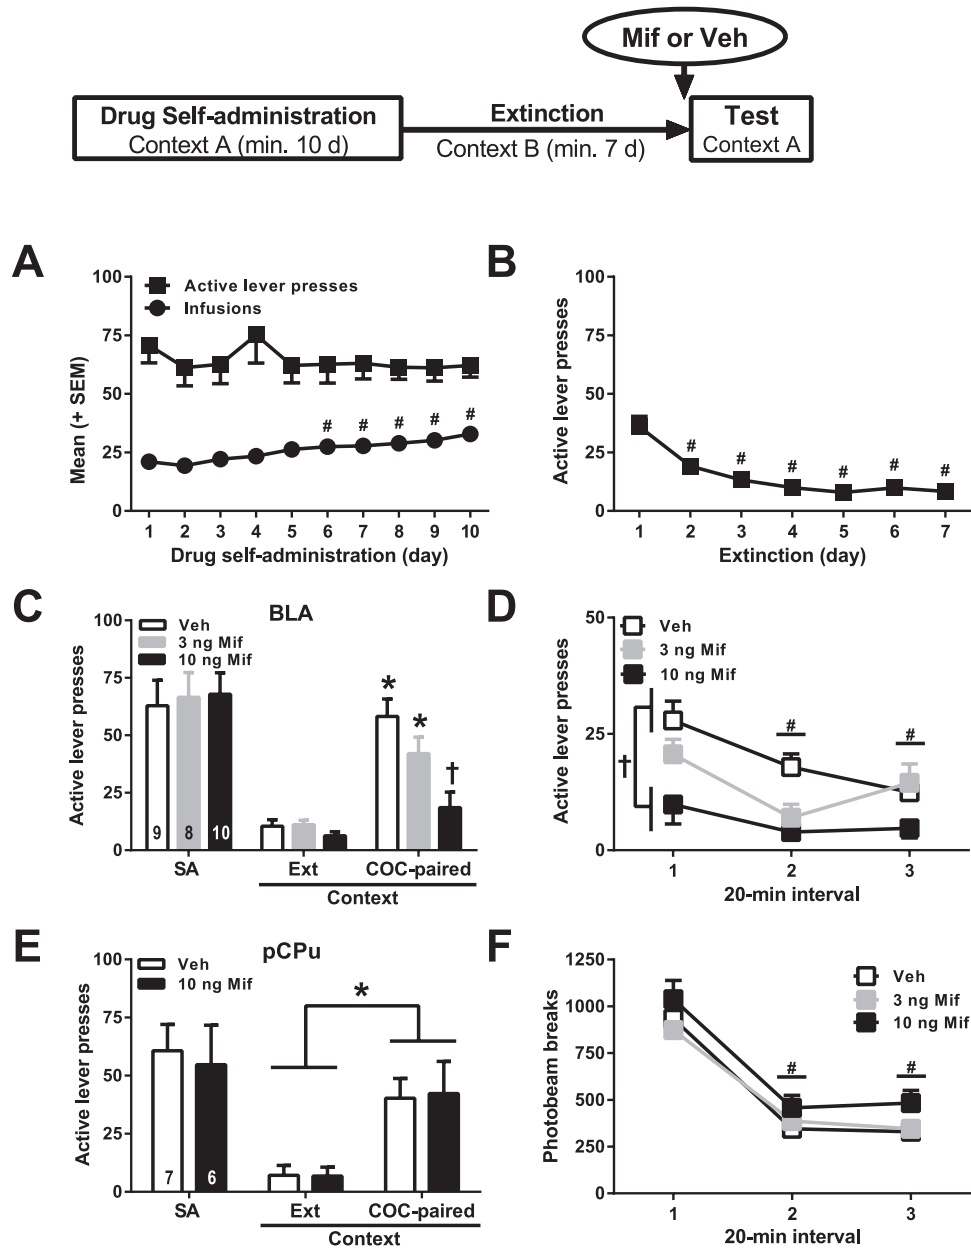 Mif or Veh
Drug Self-administration
Context A (min. 10 d)
Extinction
Context B (min. 7 d)
Test
Context A
A
Active lever presses
Infusions
Mean (+ SEM)
100
75
50
25
0
# # # # #
1 2 3 4 5 6 7 8 9 10
Drug self-administration (day)
B
Active lever presses
100
75
50
25
0
# # # # # #
1 2 3 4 5 6 7
Extinction (day)
C
BLA
Veh
3 ng Mif
10 ng Mif
Active lever presses
100
75
50
25
0
* * †
9 8 10
SA Ext COC-paired
Context
D
Veh
3 ng Mif
10 ng Mif
Active lever presses
50
25
0
†
# #
1 2 3
20-min interval
E
pCPu
Veh
10 ng Mif
Active lever presses
100
75
50
25
0
*
7 6
SA Ext COC-paired
Context
F
Veh
3 ng Mif
10 ng Mif
Photobeam breaks
1250
1000
750
500
250
0
# #
1 2 3
20-min interval